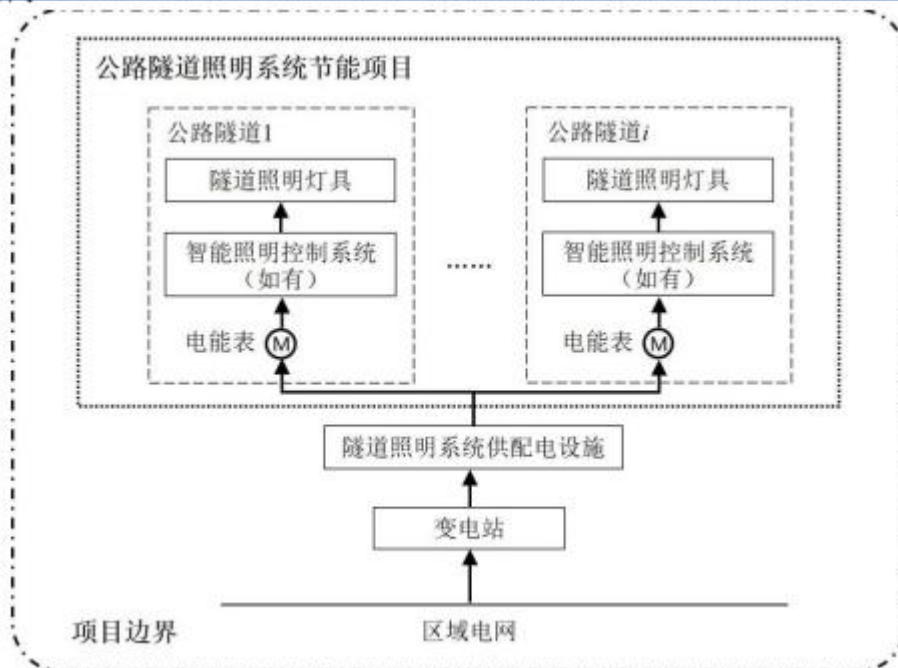 公路隧道照明系统节能项目
公路隧道1
隧道照明灯具
智能照明控制系统
（如有）
电能表 M
……
公路隧道i
隧道照明灯具
智能照明控制系统
（如有）
电能表 M
隧道照明系统供配电设施
变电站
项目边界
区域电网